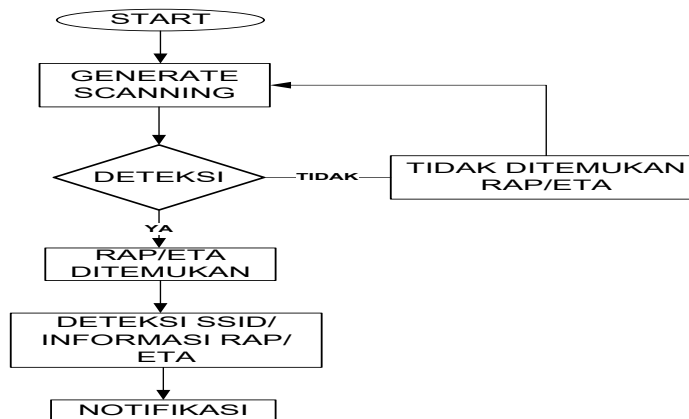 START
GENERATE
SCANNING
DETEKSI
TIDAK
TIDAK DITEMUKAN
RAP/ETA
YA
RAP/ETA
DITEMUKAN
DETEKSI SSID/
INFORMASI RAP/
ETA
NOTIFIKASI